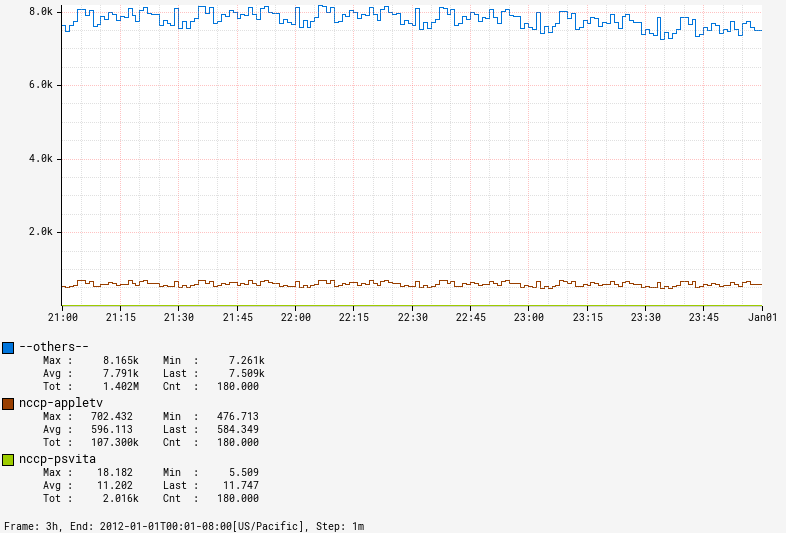 8.0k
6.0k
4.0k
2.0k
21:00 21:15 21:30 21:45 22:00 22:15 22:30 22:45 23:00 23:15 23:30 23:45 Jan01
--others--
Max : 8.165k Min : 7.261k
Avg : 7.791k Last : 7.509k
Tot : 1.402M Cnt : 180.000
nccp-appletv
Max : 702.432 Min : 476.713
Avg : 596.113 Last : 584.349
Tot : 107.300k Cnt : 180.000
nccp-psvita
Max : 18.182 Min : 5.509
Avg : 11.202 Last : 11.747
Tot : 2.016k Cnt : 180.000
Frame: 3h, End: 2012-01-01T00:01-08:00[US/Pacific], Step: 1m